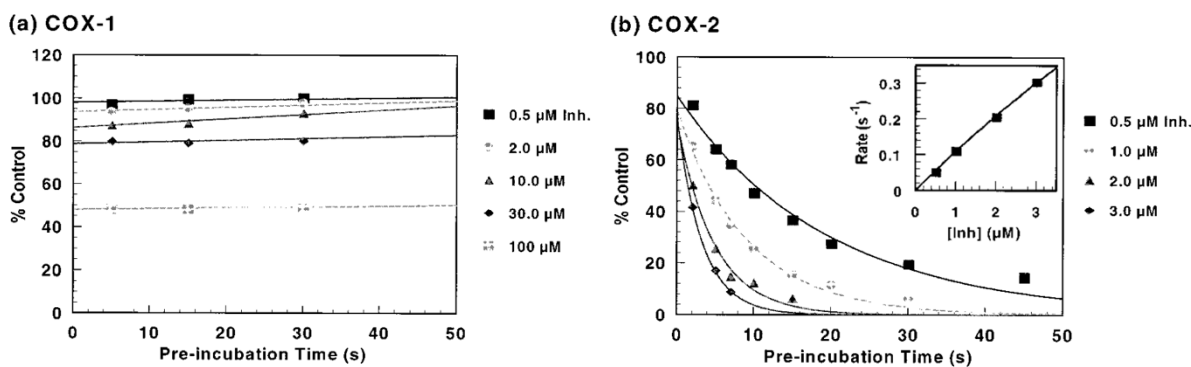 (a) COX-1
120
100
80
60
40
20
0
% Control
0 10 20 30 40 50
Pre-incubation Time (s)
0.5 µM Inh.
2.0 µM
10.0 µM
30.0 µM
100 µM
(b) COX-2
100
80
60
40
20
0
% Control
0 10 20 30 40 50
Pre-incubation Time (s)
0.3
0.2
0.1
0
Rate (s⁻¹)
0 1 2 3
[Inh] (µM)
0.5 µM Inh.
1.0 µM
2.0 µM
3.0 µM